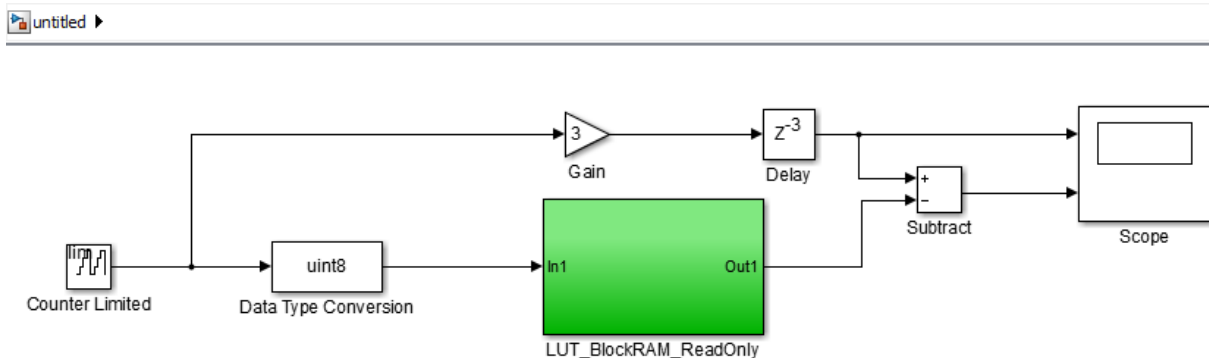 untitled
3
Gain
Z-3
Delay
+
−
Subtract
Scope
lim
Counter Limited
uint8
Data Type Conversion
In1
Out1
LUT_BlockRAM_ReadOnly